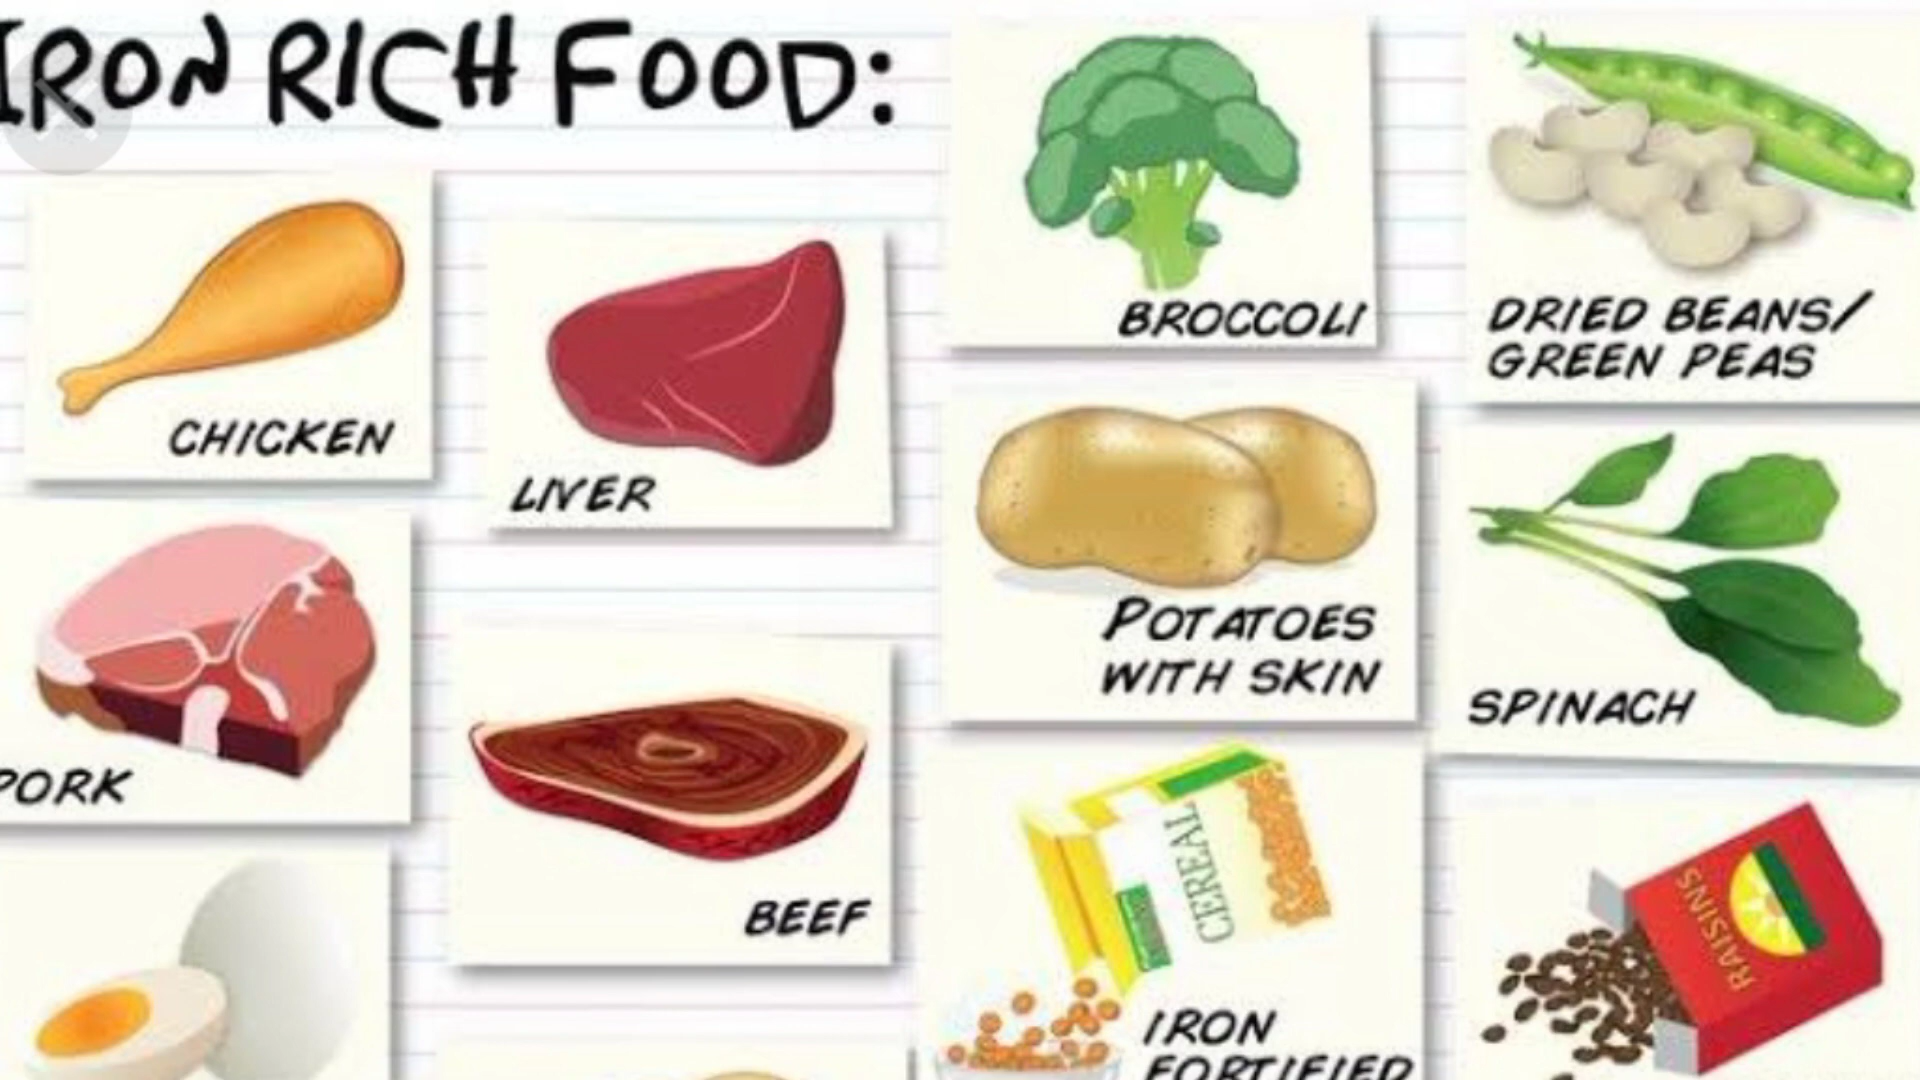 IRON RICH FOOD:
CHICKEN
LIVER
BROCCOLI
DRIED BEANS/
GREEN PEAS
PORK
BEEF
POTATOES
WITH SKIN
SPINACH
CEREAL
IRON
FORTIFIED
RAISINS